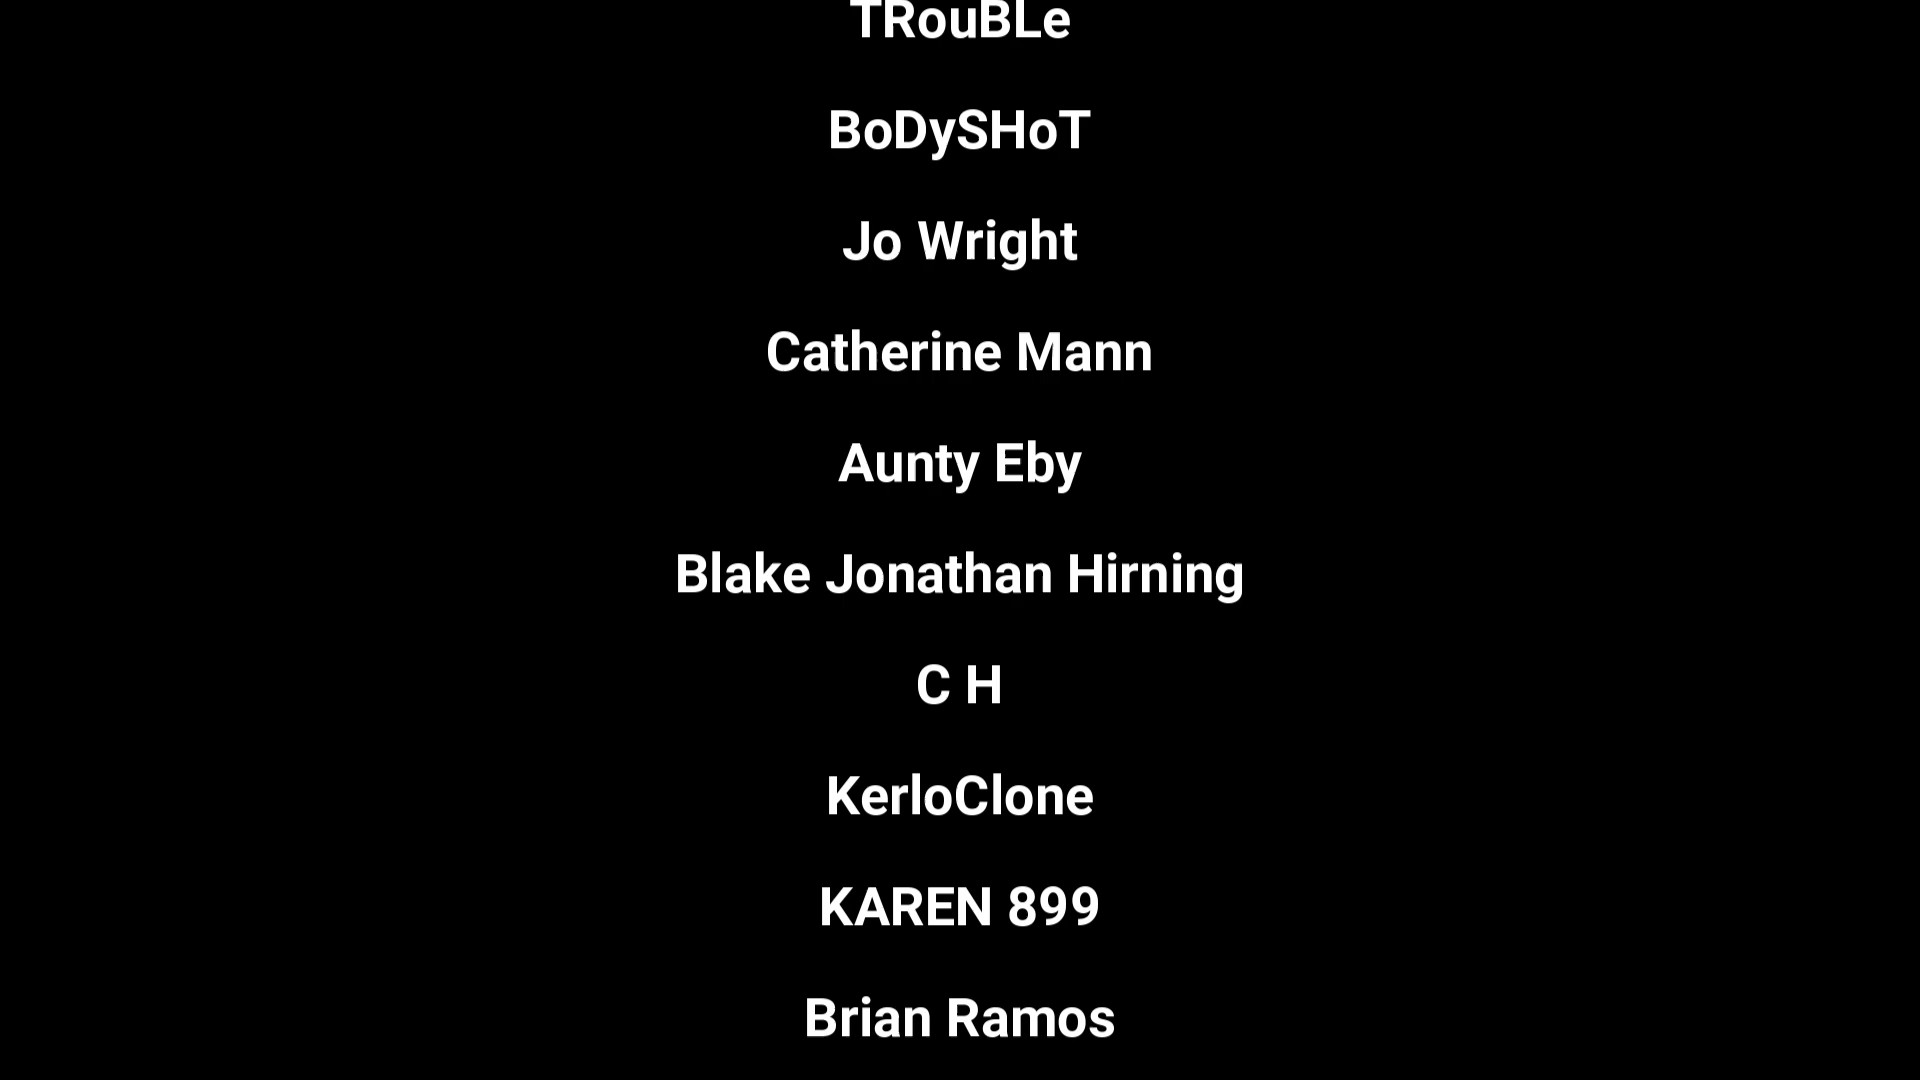 TRouBLe
BoDySHoT
Jo Wright
Catherine Mann
Aunty Eby
Blake Jonathan Hirning
C H
KerloClone
KAREN 899
Brian Ramos